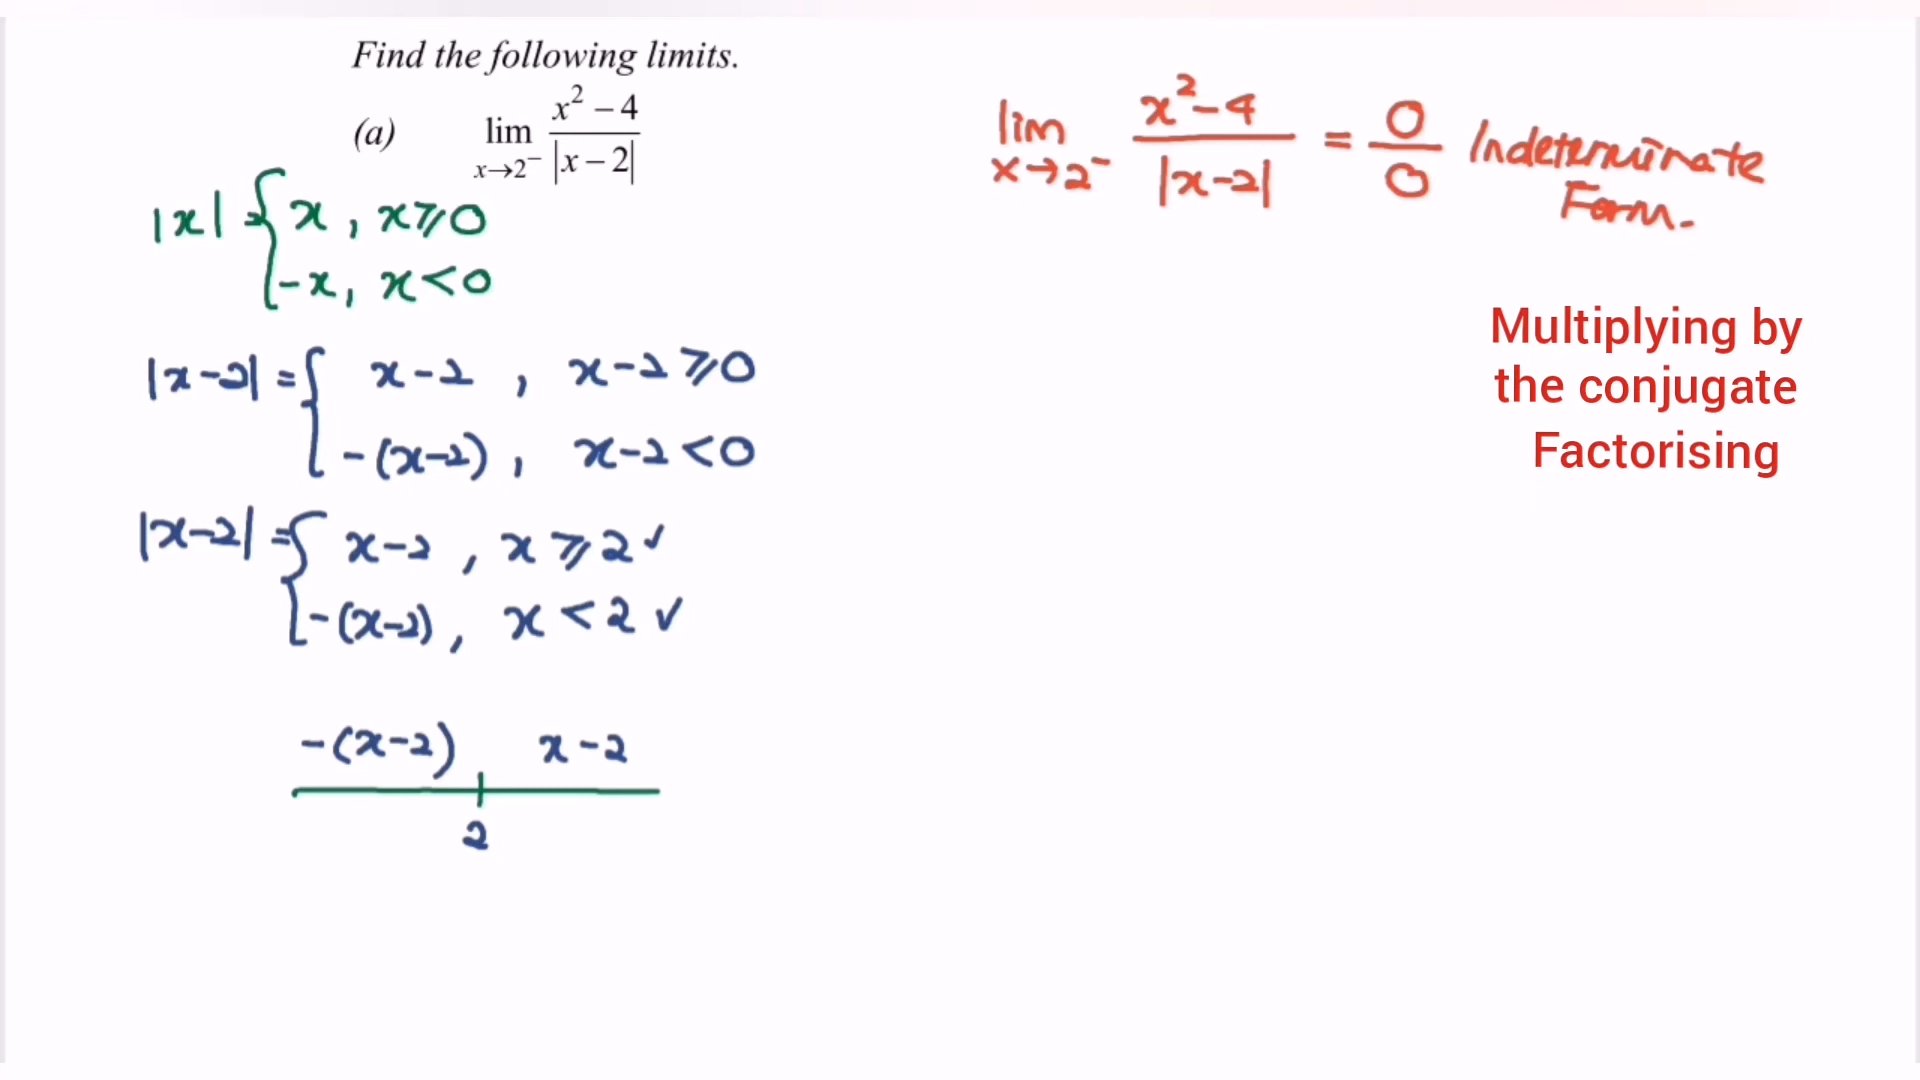 Find the following limits.
(a) lim x→2⁻ (x² – 4)/|x – 2|
|x| = { x , x ≥ 0
-x, x < 0
|x-2| = { x-2 , x-2 ≥ 0
-(x-2) , x-2 < 0
|x-2| = { x-2 , x ≥ 2 ✓
-(x-2) , x < 2 ✓
-(x-2) x-2
2
lim x→2⁻ (x²-4)/|x-2| = 0/0 Indeterminate
Form.
Multiplying by
the conjugate
Factorising